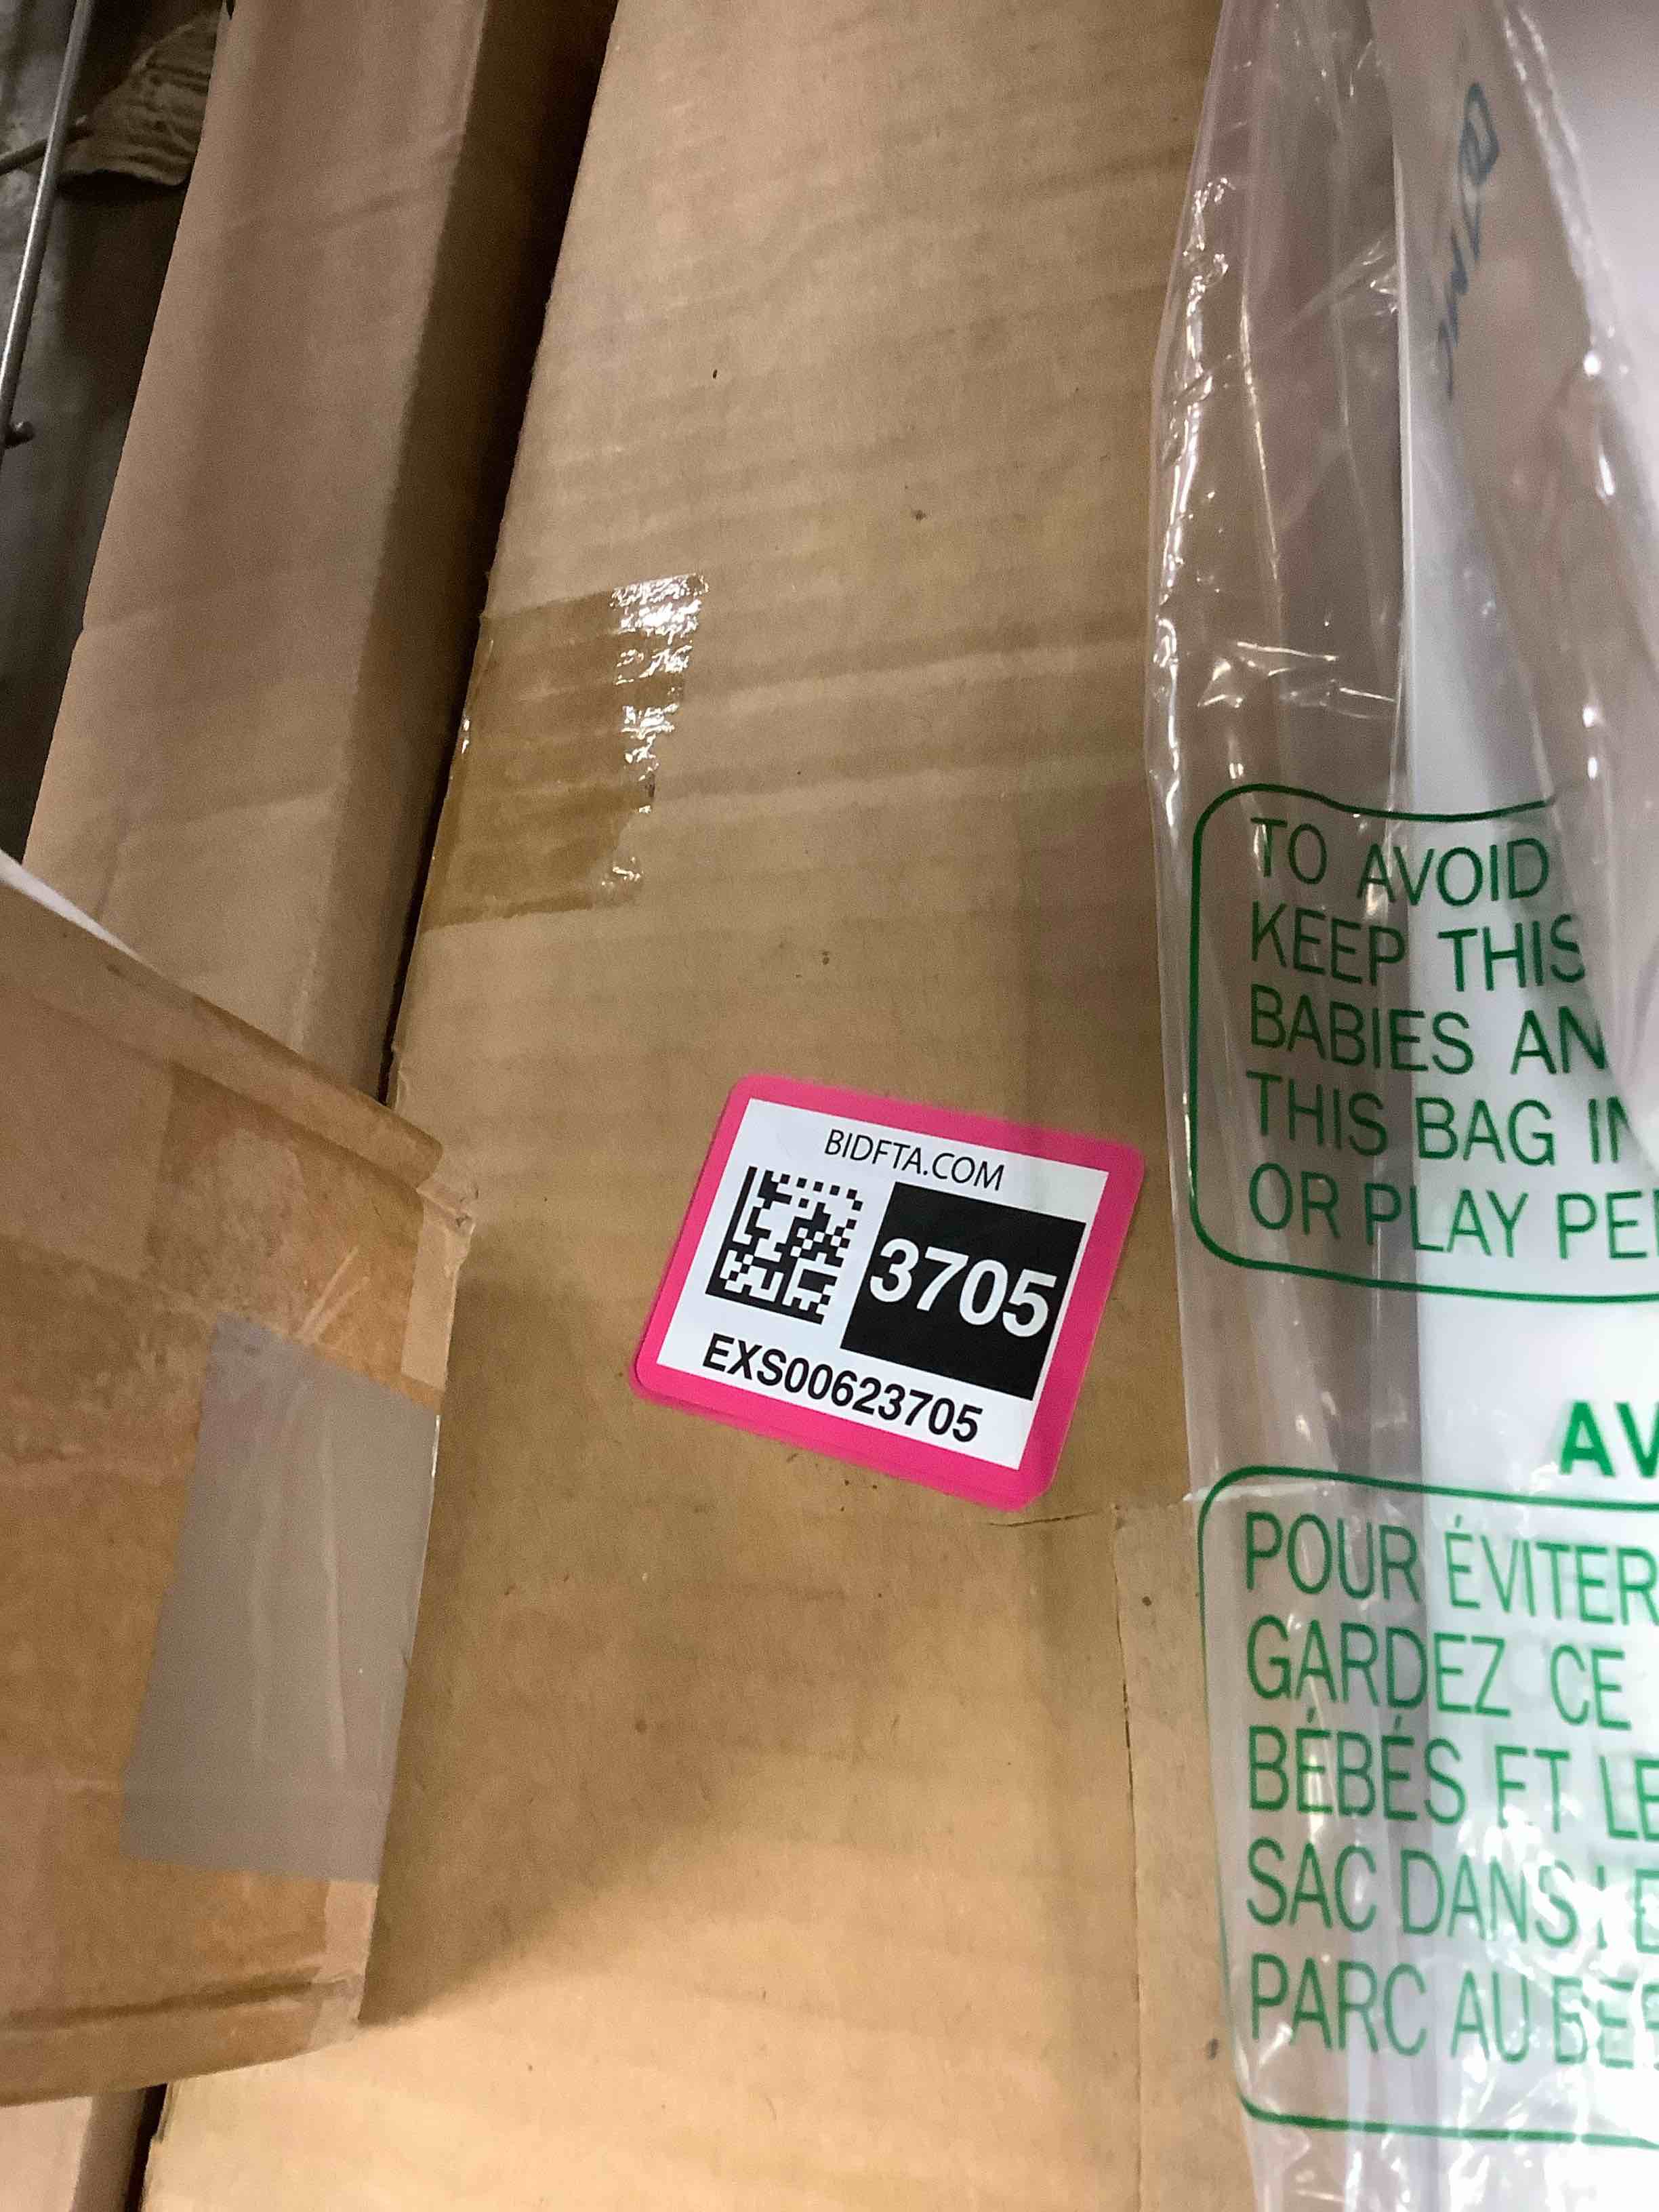 BIDFTA.COM
3705
EXS00623705
TO AVOID
KEEP THIS
BABIES AN
THIS BAG IN
OR PLAY PE
AV
POUR ÉVITER
GARDEZ CE
BÉBÉS ET LE
SAC DANS LE
PARC AU